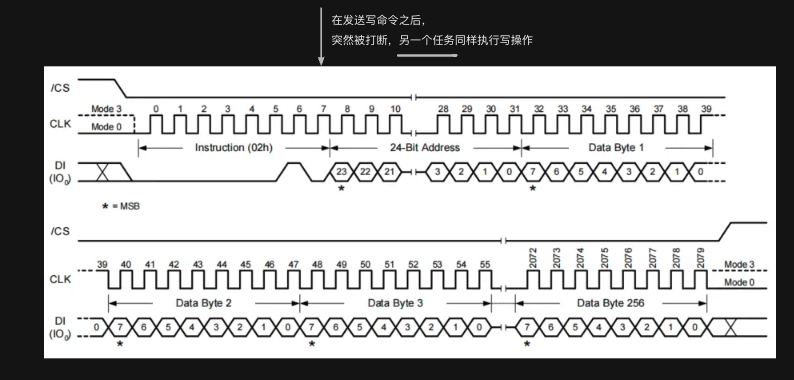 在发送写命令之后，
突然被打断，另一个任务同样执行写操作
/CS
Mode 3 0 1 2 3 4 5 6 7 8 9 10 28 29 30 31 32 33 34 35 36 37 38 39
CLK Mode 0
Instruction (02h) 24-Bit Address Data Byte 1
DI
(IO0) 23 22 21 3 2 1 0 7 6 5 4 3 2 1 0
* *
* = MSB
/CS
39 40 41 42 43 44 45 46 47 48 49 50 51 52 53 54 55 2072 2073 2074 2075 2076 2077 2078 2079 Mode 3
CLK Mode 0
Data Byte 2 Data Byte 3 Data Byte 256
DI
(IO0) 0 7 6 5 4 3 2 1 0 7 6 5 4 3 2 1 0 7 6 5 4 3 2 1 0
* * *